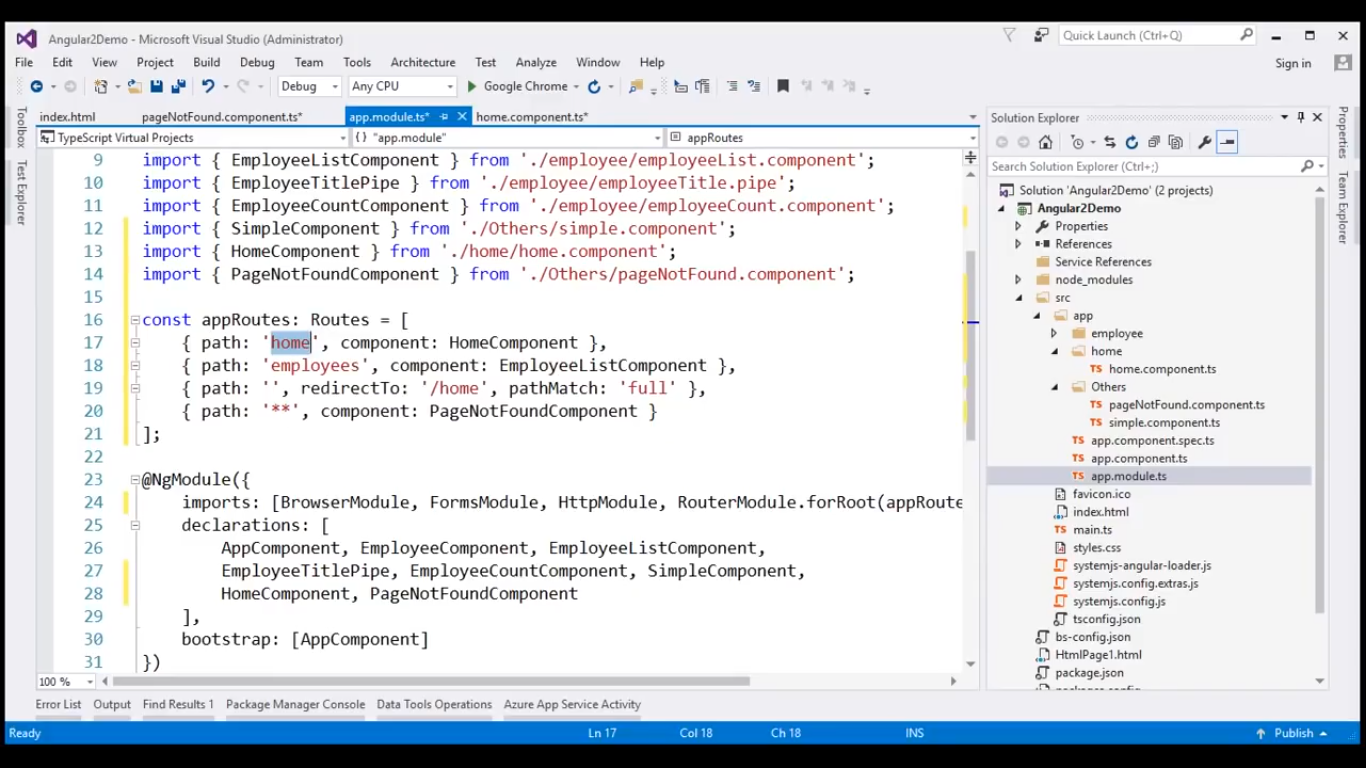 Angular2Demo - Microsoft Visual Studio (Administrator)
Quick Launch (Ctrl+Q)
File Edit View Project Build Debug Team Tools Architecture Test Analyze Window Help
Sign in
Debug Any CPU Google Chrome
index.html pageNotFound.component.ts* app.module.ts* home.component.ts*
TypeScript Virtual Projects {} "app.module" appRoutes
9 import { EmployeeListComponent } from './employee/employeeList.component';
10 import { EmployeeTitlePipe } from './employee/employeeTitle.pipe';
11 import { EmployeeCountComponent } from './employee/employeeCount.component';
12 import { SimpleComponent } from './Others/simple.component';
13 import { HomeComponent } from './home/home.component';
14 import { PageNotFoundComponent } from './Others/pageNotFound.component';
15
16 const appRoutes: Routes = [
17 { path: 'home', component: HomeComponent },
18 { path: 'employees', component: EmployeeListComponent },
19 { path: '', redirectTo: '/home', pathMatch: 'full' },
20 { path: '**', component: PageNotFoundComponent }
21 ];
22
23 @NgModule({
24 imports: [BrowserModule, FormsModule, HttpModule, RouterModule.forRoot(appRoute
25 declarations: [
26 AppComponent, EmployeeComponent, EmployeeListComponent,
27 EmployeeTitlePipe, EmployeeCountComponent, SimpleComponent,
28 HomeComponent, PageNotFoundComponent
29 ],
30 bootstrap: [AppComponent]
31 })
100 %
Toolbox
Test Explorer
Solution Explorer
Search Solution Explorer (Ctrl+;)
Solution 'Angular2Demo' (2 projects)
Angular2Demo
Properties
References
Service References
node_modules
src
app
employee
home
home.component.ts
Others
TS pageNotFound.component.ts
TS simple.component.ts
TS app.component.spec.ts
TS app.component.ts
TS app.module.ts
favicon.ico
index.html
TS main.ts
styles.css
systemjs-angular-loader.js
systemjs.config.extras.js
systemjs.config.js
tsconfig.json
bs-config.json
HtmlPage1.html
package.json
Properties
Team Explorer
Error List Output Find Results 1 Package Manager Console Data Tools Operations Azure App Service Activity
Ready Ln 17 Col 18 Ch 18 INS Publish